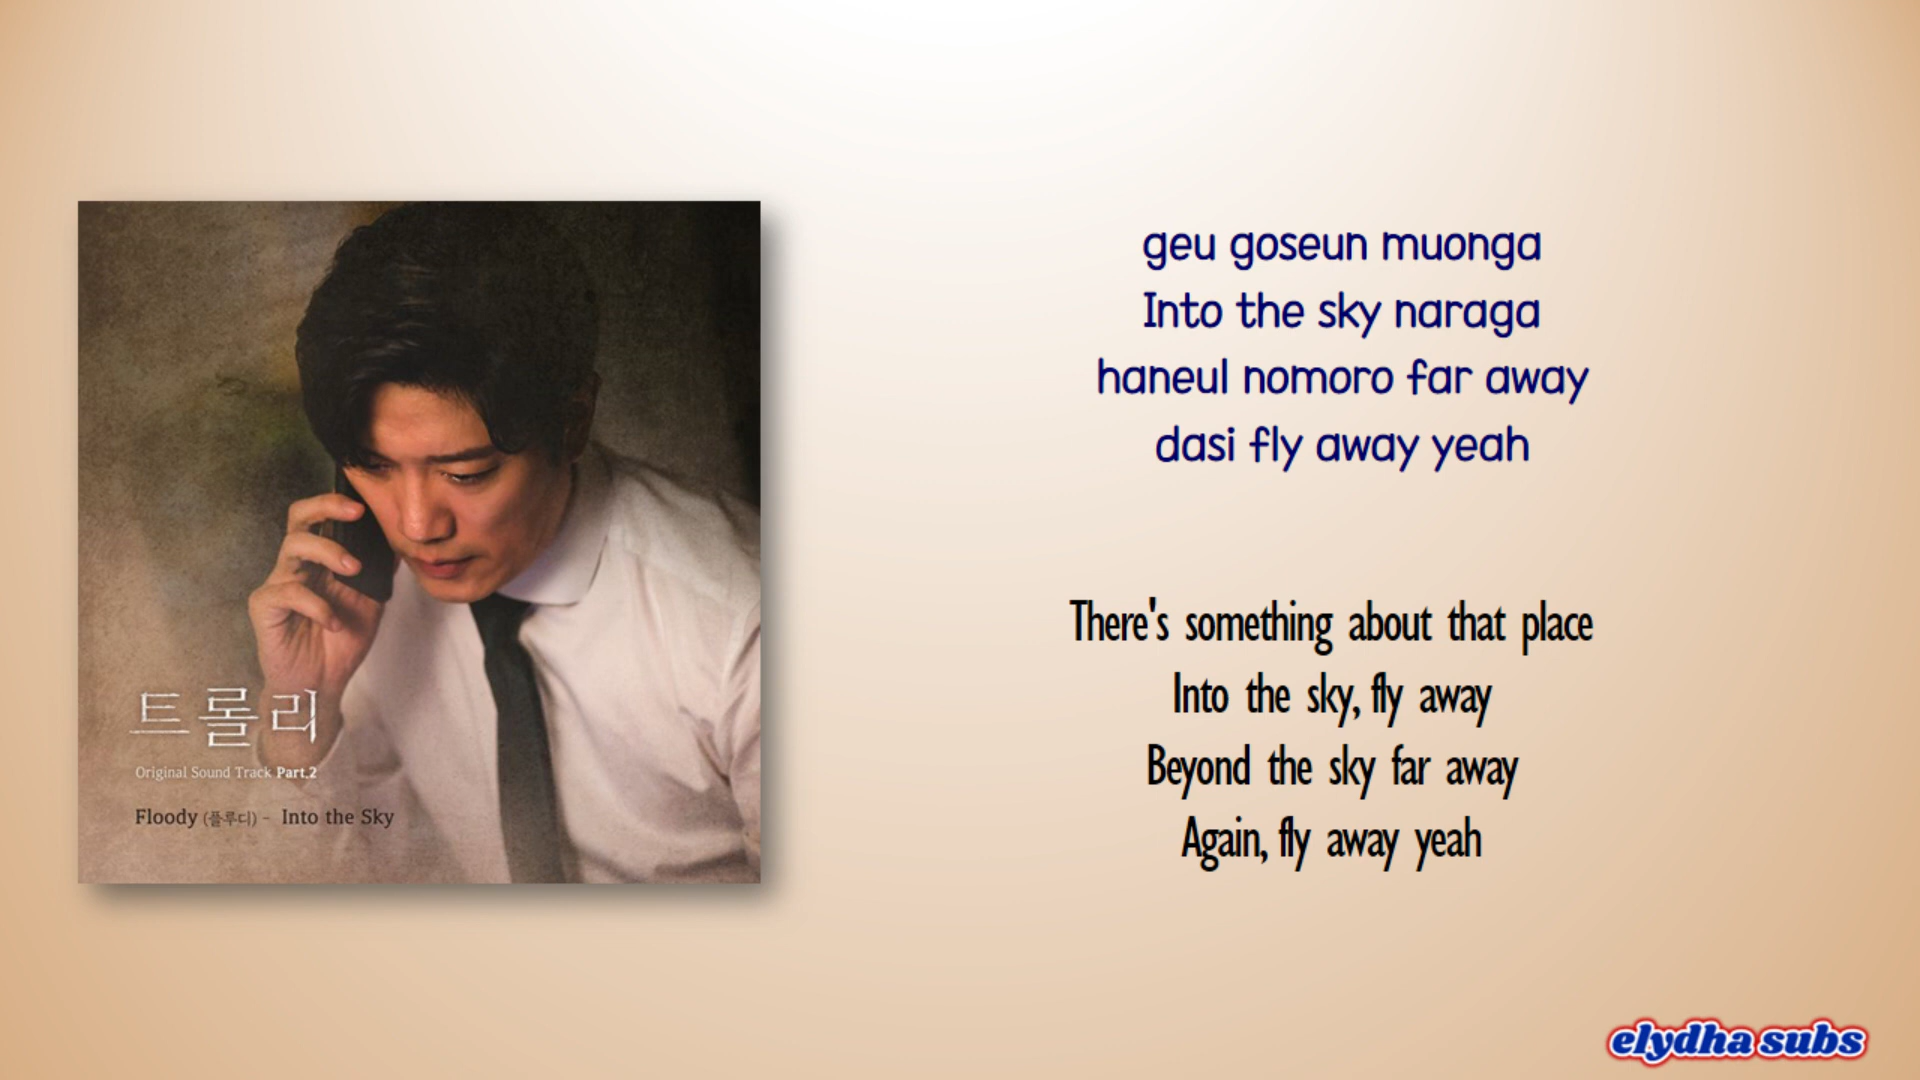 트롤리
Original Sound Track Part.2
Floody (플루디) - Into the Sky
geu goseun muonga
Into the sky naraga
haneul nomoro far away
dasi fly away yeah
There's something about that place
Into the sky, fly away
Beyond the sky far away
Again, fly away yeah
elydha subs